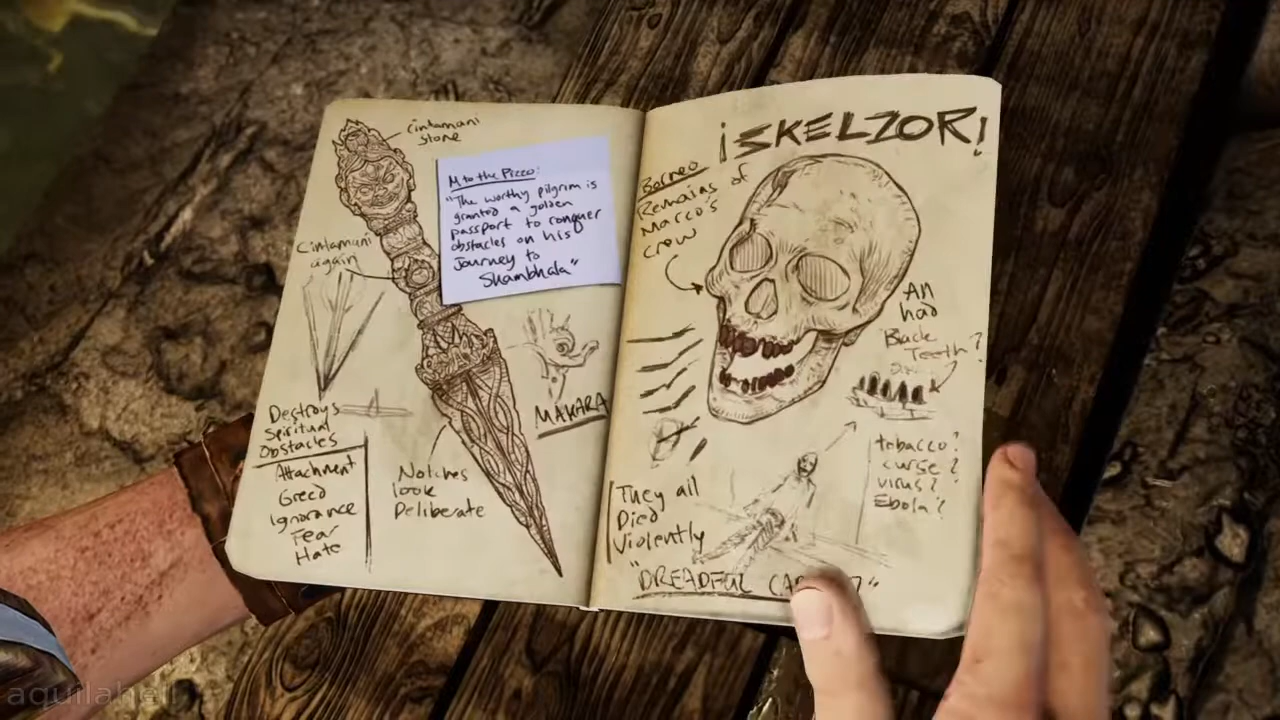 Cintamani
stone
M to the Pizzo:
"The worthy pilgrim is
granted a golden
passport to conquer
obstacles on his
journey to
Shambhala"
Cintamani
again
MAKARA
Destroys
Spiritual
Obstacles
Attachment
Greed
Ignorance
Fear
Hate
Notches
look
Deliberate
¡SKELZOR!
Borneo
Remains of
Marco's
crew
All
had
Black
Teeth?
tobacco?
curse?
virus?
Ebola?
They all
Died
Violently
"DREADFUL
aquilahell